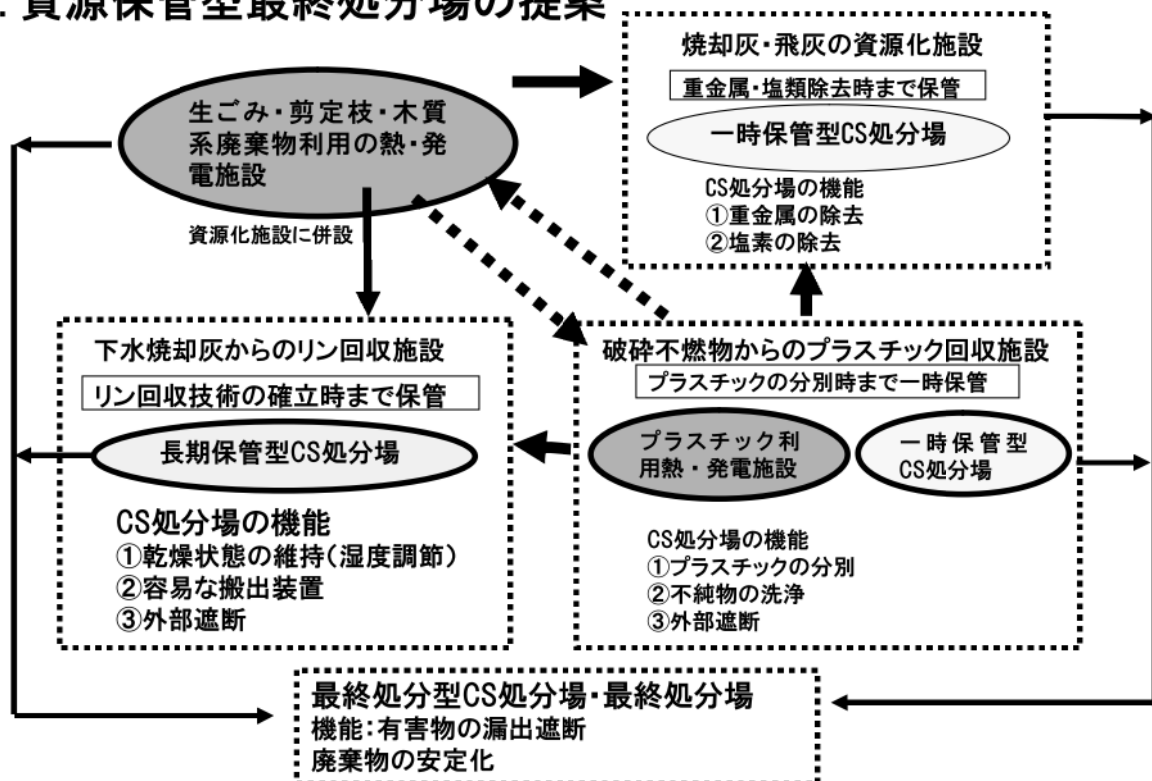 資源保管型最終処分場の提案
生ごみ・剪定枝・木質
系廃棄物利用の熱・発
電施設
資源化施設に併設
焼却灰・飛灰の資源化施設
重金属・塩類除去時まで保管
一時保管型CS処分場
CS処分場の機能
①重金属の除去
②塩素の除去
下水焼却灰からのリン回収施設
リン回収技術の確立時まで保管
長期保管型CS処分場
CS処分場の機能
①乾燥状態の維持(湿度調節)
②容易な搬出装置
③外部遮断
破砕不燃物からのプラスチック回収施設
プラスチックの分別時まで一時保管
プラスチック利
用熱・発電施設
一時保管型
CS処分場
CS処分場の機能
①プラスチックの分別
②不純物の洗浄
③外部遮断
最終処分型CS処分場・最終処分場
機能:有害物の漏出遮断
廃棄物の安定化